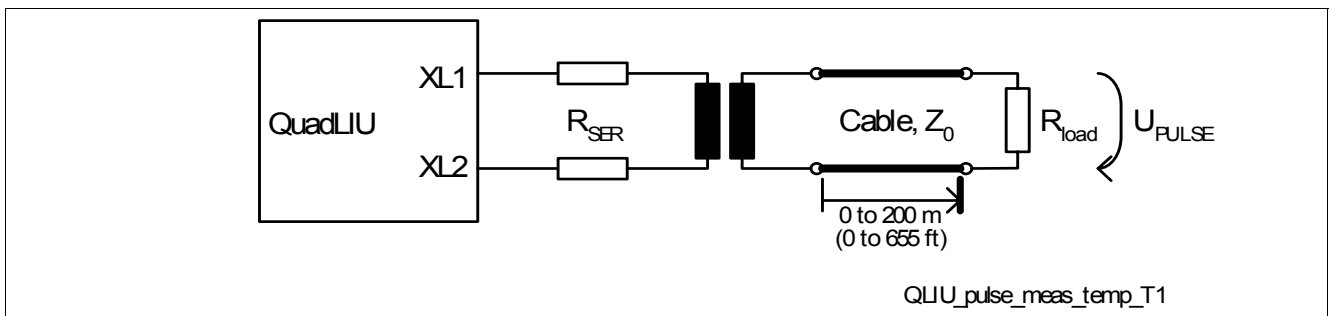 XL1
QuadLIU
R_SER
XL2
Cable, Z_0
R_load
U_PULSE
0 to 200 m
(0 to 655 ft)
QLIU_pulse_meas_temp_T1